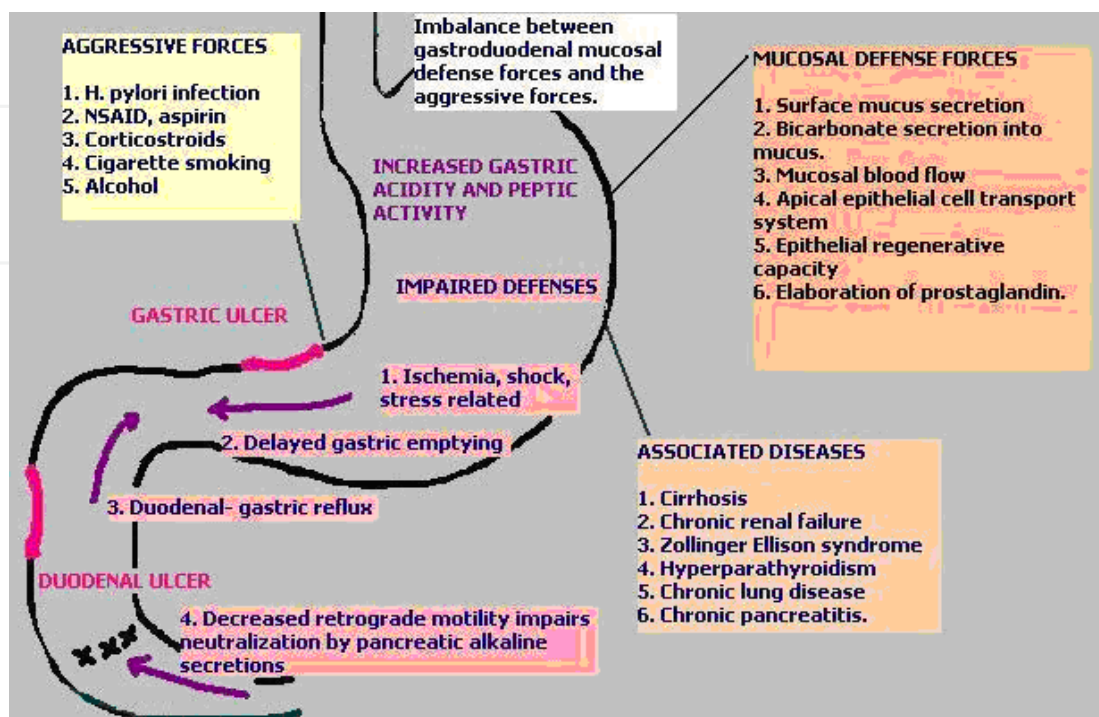 AGGRESSIVE FORCES
1. H. pylori infection
2. NSAID, aspirin
3. Corticostroids
4. Cigarette smoking
5. Alcohol
Imbalance between
gastroduodenal mucosal
defense forces and the
aggressive forces.
MUCOSAL DEFENSE FORCES
1. Surface mucus secretion
2. Bicarbonate secretion into
mucus.
3. Mucosal blood flow
4. Apical epithelial cell transport
system
5. Epithelial regenerative
capacity
6. Elaboration of prostaglandin.
INCREASED GASTRIC
ACIDITY AND PEPTIC
ACTIVITY
IMPAIRED DEFENSES
GASTRIC ULCER
1. Ischemia, shock,
stress related
2. Delayed gastric emptying
3. Duodenal- gastric reflux
DUODENAL ULCER
4. Decreased retrograde motility impairs
neutralization by pancreatic alkaline
secretions
ASSOCIATED DISEASES
1. Cirrhosis
2. Chronic renal failure
3. Zollinger Ellison syndrome
4. Hyperparathyroidism
5. Chronic lung disease
6. Chronic pancreatitis.